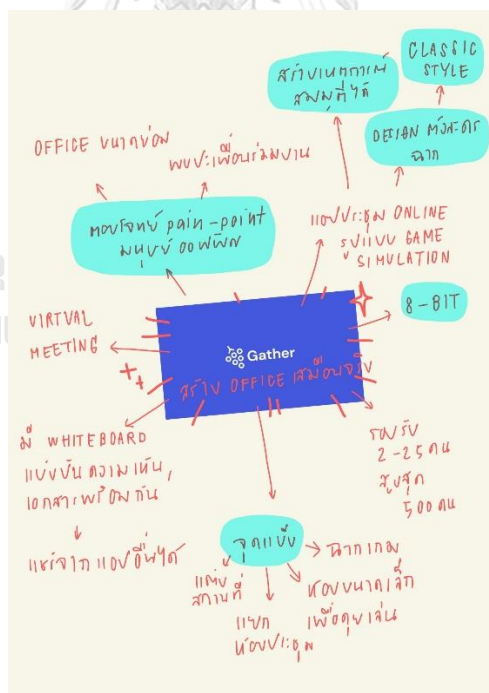 สร้างเหตุการณ์
สมมุติได้
CLASSIC
STYLE
OFFICE ขนาดย่อม
พบปะเพื่อนร่วมงาน
DESIGN ตัวละคร
ฉาก
ตอบโจทย์ pain-point
มนุษย์ออฟฟิศ
แอปประชุม ONLINE
รูปแบบ GAME
SIMULATION
8-BIT
VIRTUAL
MEETING
Gather
สร้าง OFFICE เสมือนจริง
มี WHITEBOARD
แบ่งปันความเห็น,
เอกสารพร้อมกัน
แชร์จากแอปอื่นได้
รองรับ
2-25 คน
สูงสุด
500 คน
จุดแข็ง
ฉากเกม
แต่ง
สถานที่
แยก
ห้องประชุม
ห้องขนาดเล็ก
เพื่อคุยเล่น